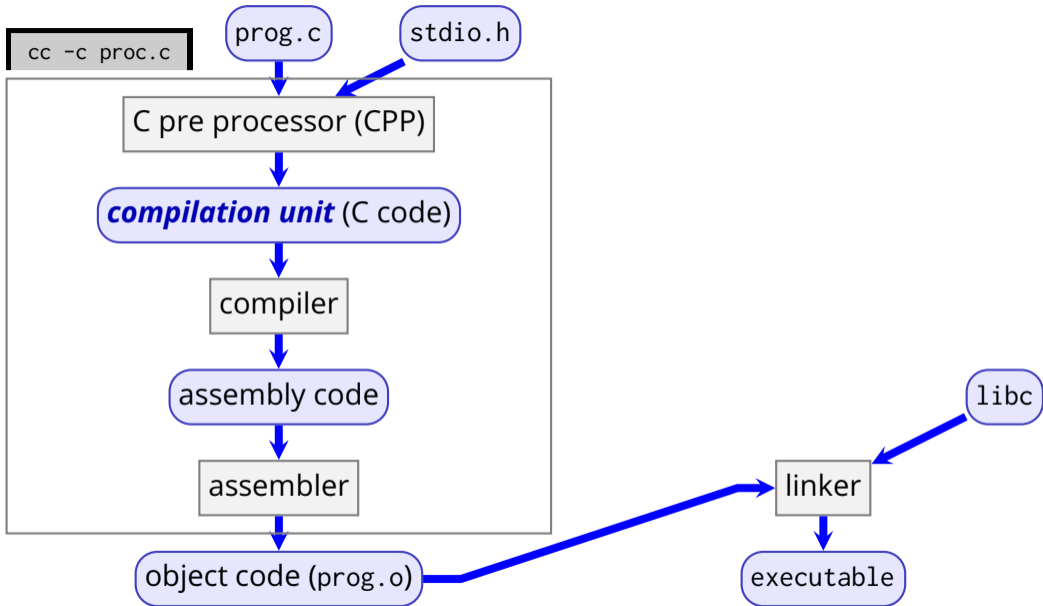 prog.c
stdio.h
cc -c proc.c
C pre processor (CPP)
compilation unit (C code)
compiler
assembly code
libc
assembler
linker
object code (prog.o)
executable